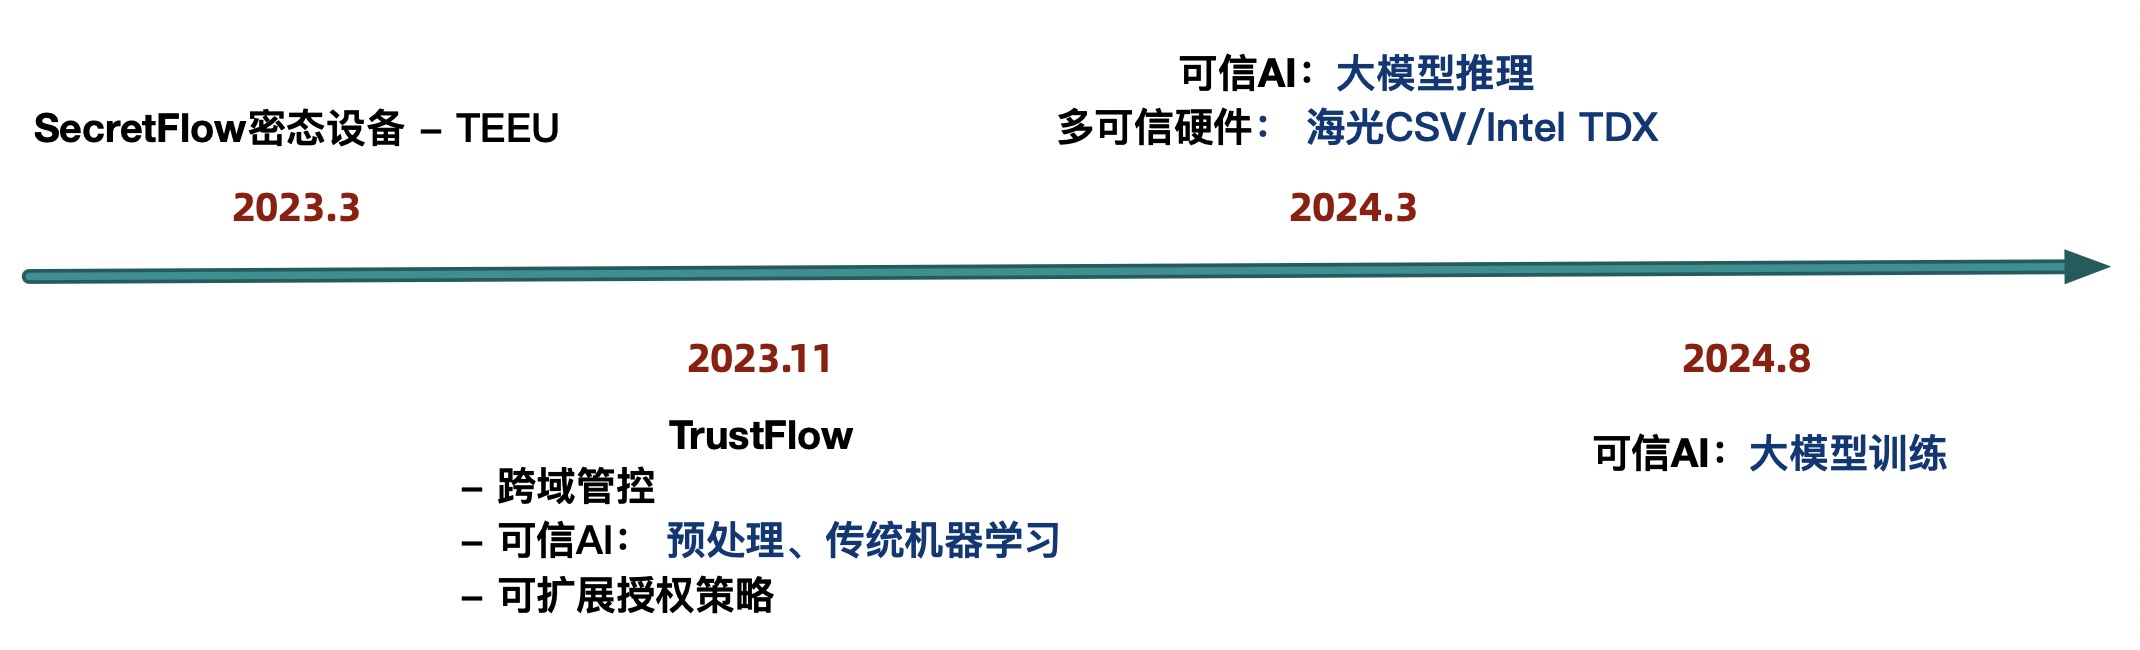 SecretFlow密态设备 – TEEU
2023.3
可信AI：大模型推理
多可信硬件： 海光CSV/Intel TDX
2024.3
2023.11
TrustFlow
– 跨域管控
– 可信AI： 预处理、传统机器学习
– 可扩展授权策略
2024.8
可信AI：大模型训练